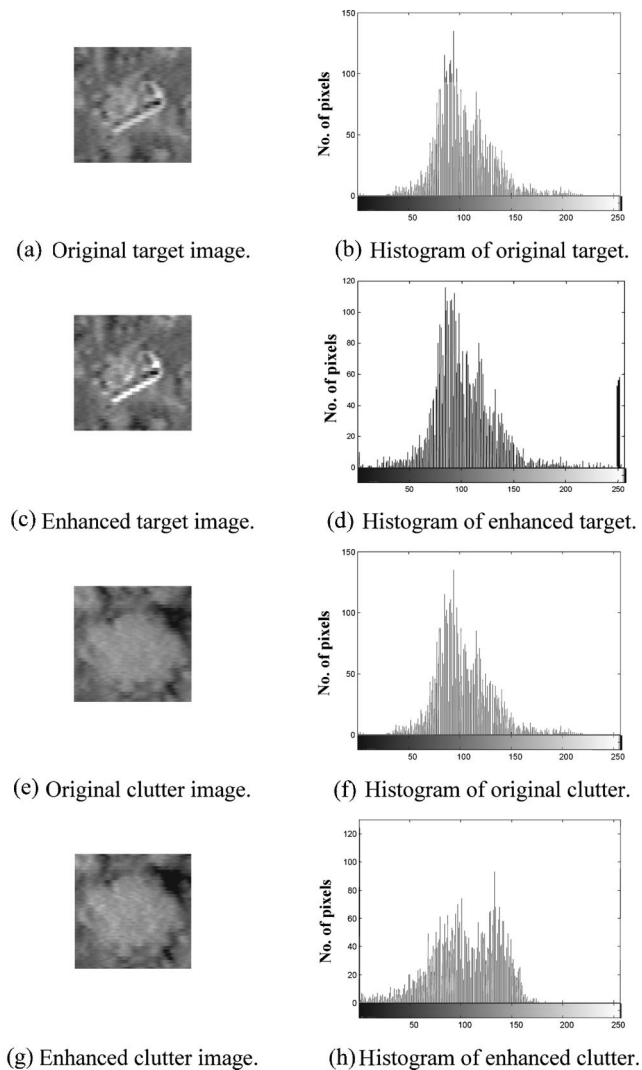 150
100
50
0
No. of pixels
50 100 150 200 250
(a) Original target image.
(b) Histogram of original target.
120
100
80
60
40
20
0
No. of pixels
50 100 150 200 250
(c) Enhanced target image.
(d) Histogram of enhanced target.
150
100
50
0
No. of pixels
50 100 150 200 250
(e) Original clutter image.
(f) Histogram of original clutter.
120
100
80
60
40
20
0
No. of pixels
50 100 150 200 250
(g) Enhanced clutter image.
(h) Histogram of enhanced clutter.